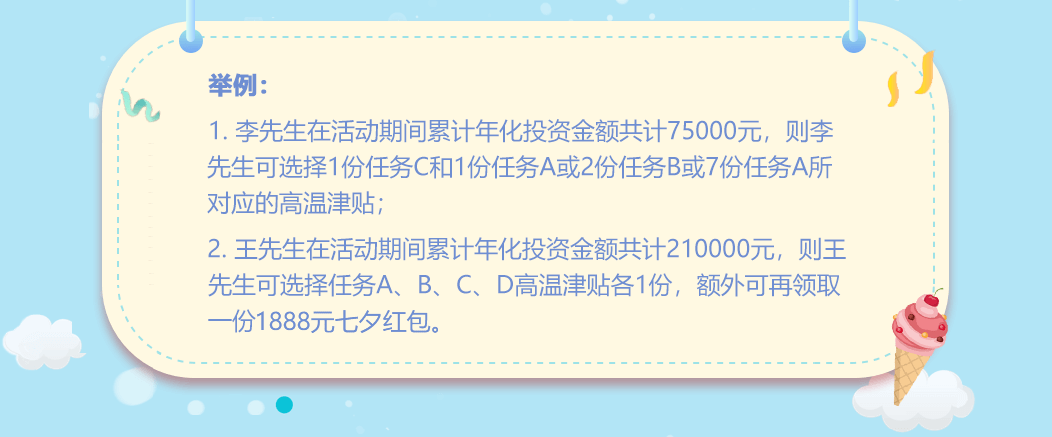 举例：
1. 李先生在活动期间累计年化投资金额共计75000元，则李
先生可选择1份任务C和1份任务A或2份任务B或7份任务A所
对应的高温津贴；
2. 王先生在活动期间累计年化投资金额共计210000元，则王
先生可选择任务A、B、C、D高温津贴各1份，额外可再领取
一份1888元七夕红包。